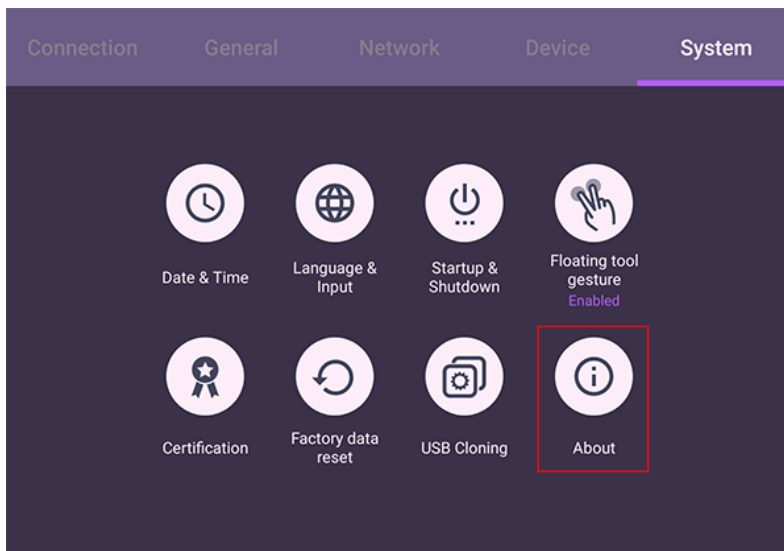 Connection General Network Device System
Date & Time
Language &
Input
Startup &
Shutdown
Floating tool
gesture
Enabled
Certification
Factory data
reset
USB Cloning
About